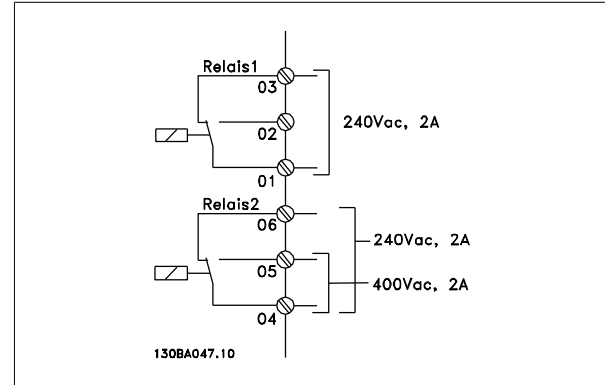 Relais1
03
02
240Vac, 2A
01
Relais2
06
240Vac, 2A
05
400Vac, 2A
04
130BA047.10